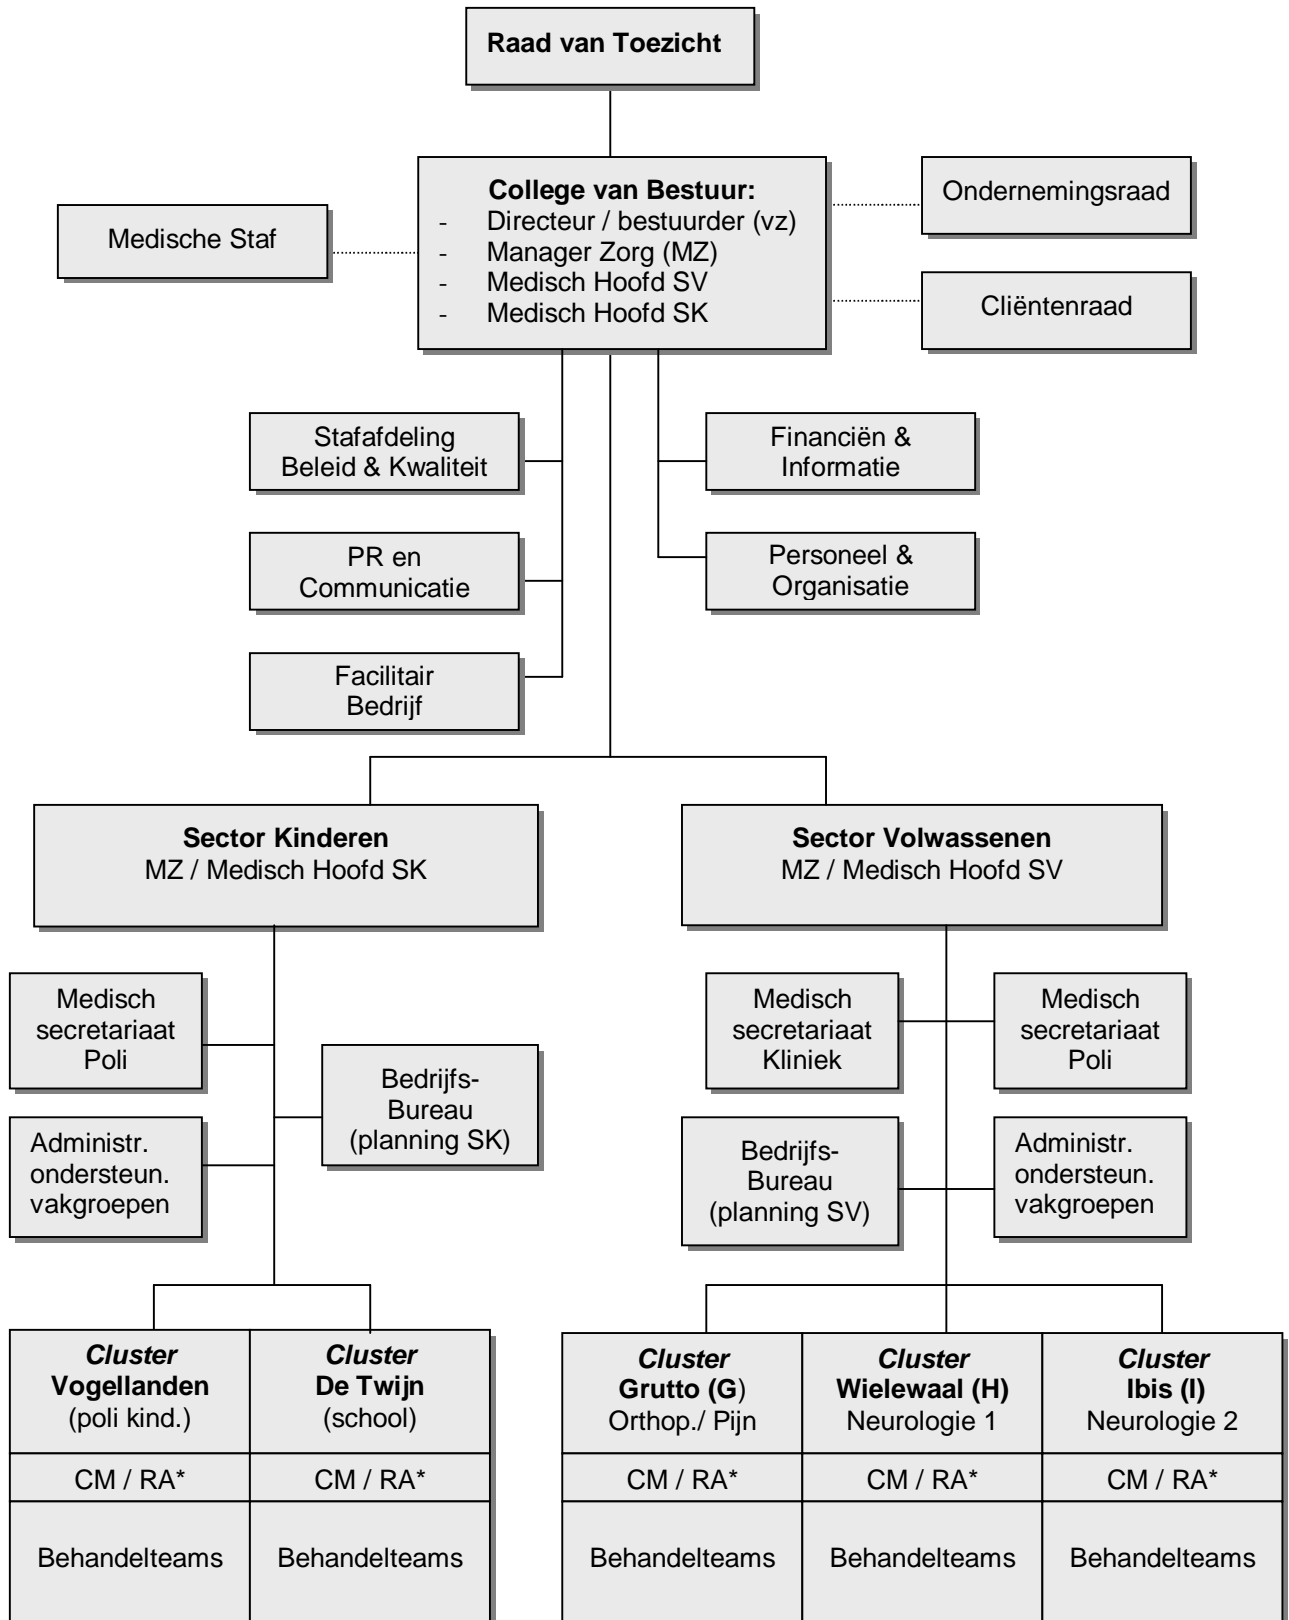 Raad van Toezicht
College van Bestuur:
- Directeur / bestuurder (vz)
- Manager Zorg (MZ)
- Medisch Hoofd SV
- Medisch Hoofd SK
Medische Staf
Ondernemingsraad
Cliëntenraad
Stafafdeling
Beleid & Kwaliteit
Financiën &
Informatie
PR en
Communicatie
Personeel &
Organisatie
Facilitair
Bedrijf
Sector Kinderen
MZ / Medisch Hoofd SK
Sector Volwassenen
MZ / Medisch Hoofd SV
Medisch
secretariaat
Poli
Bedrijfs-
Bureau
(planning SK)
Administr.
ondersteun.
vakgroepen
Medisch
secretariaat
Kliniek
Medisch
secretariaat
Poli
Bedrijfs-
Bureau
(planning SV)
Administr.
ondersteun.
vakgroepen
Cluster
Vogellanden
(poli kind.)
CM / RA*
Behandelteams
Cluster
De Twijn
(school)
CM / RA*
Behandelteams
Cluster
Grutto (G)
Orthop./ Pijn
CM / RA*
Behandelteams
Cluster
Wielewaal (H)
Neurologie 1
CM / RA*
Behandelteams
Cluster
Ibis (I)
Neurologie 2
CM / RA*
Behandelteams